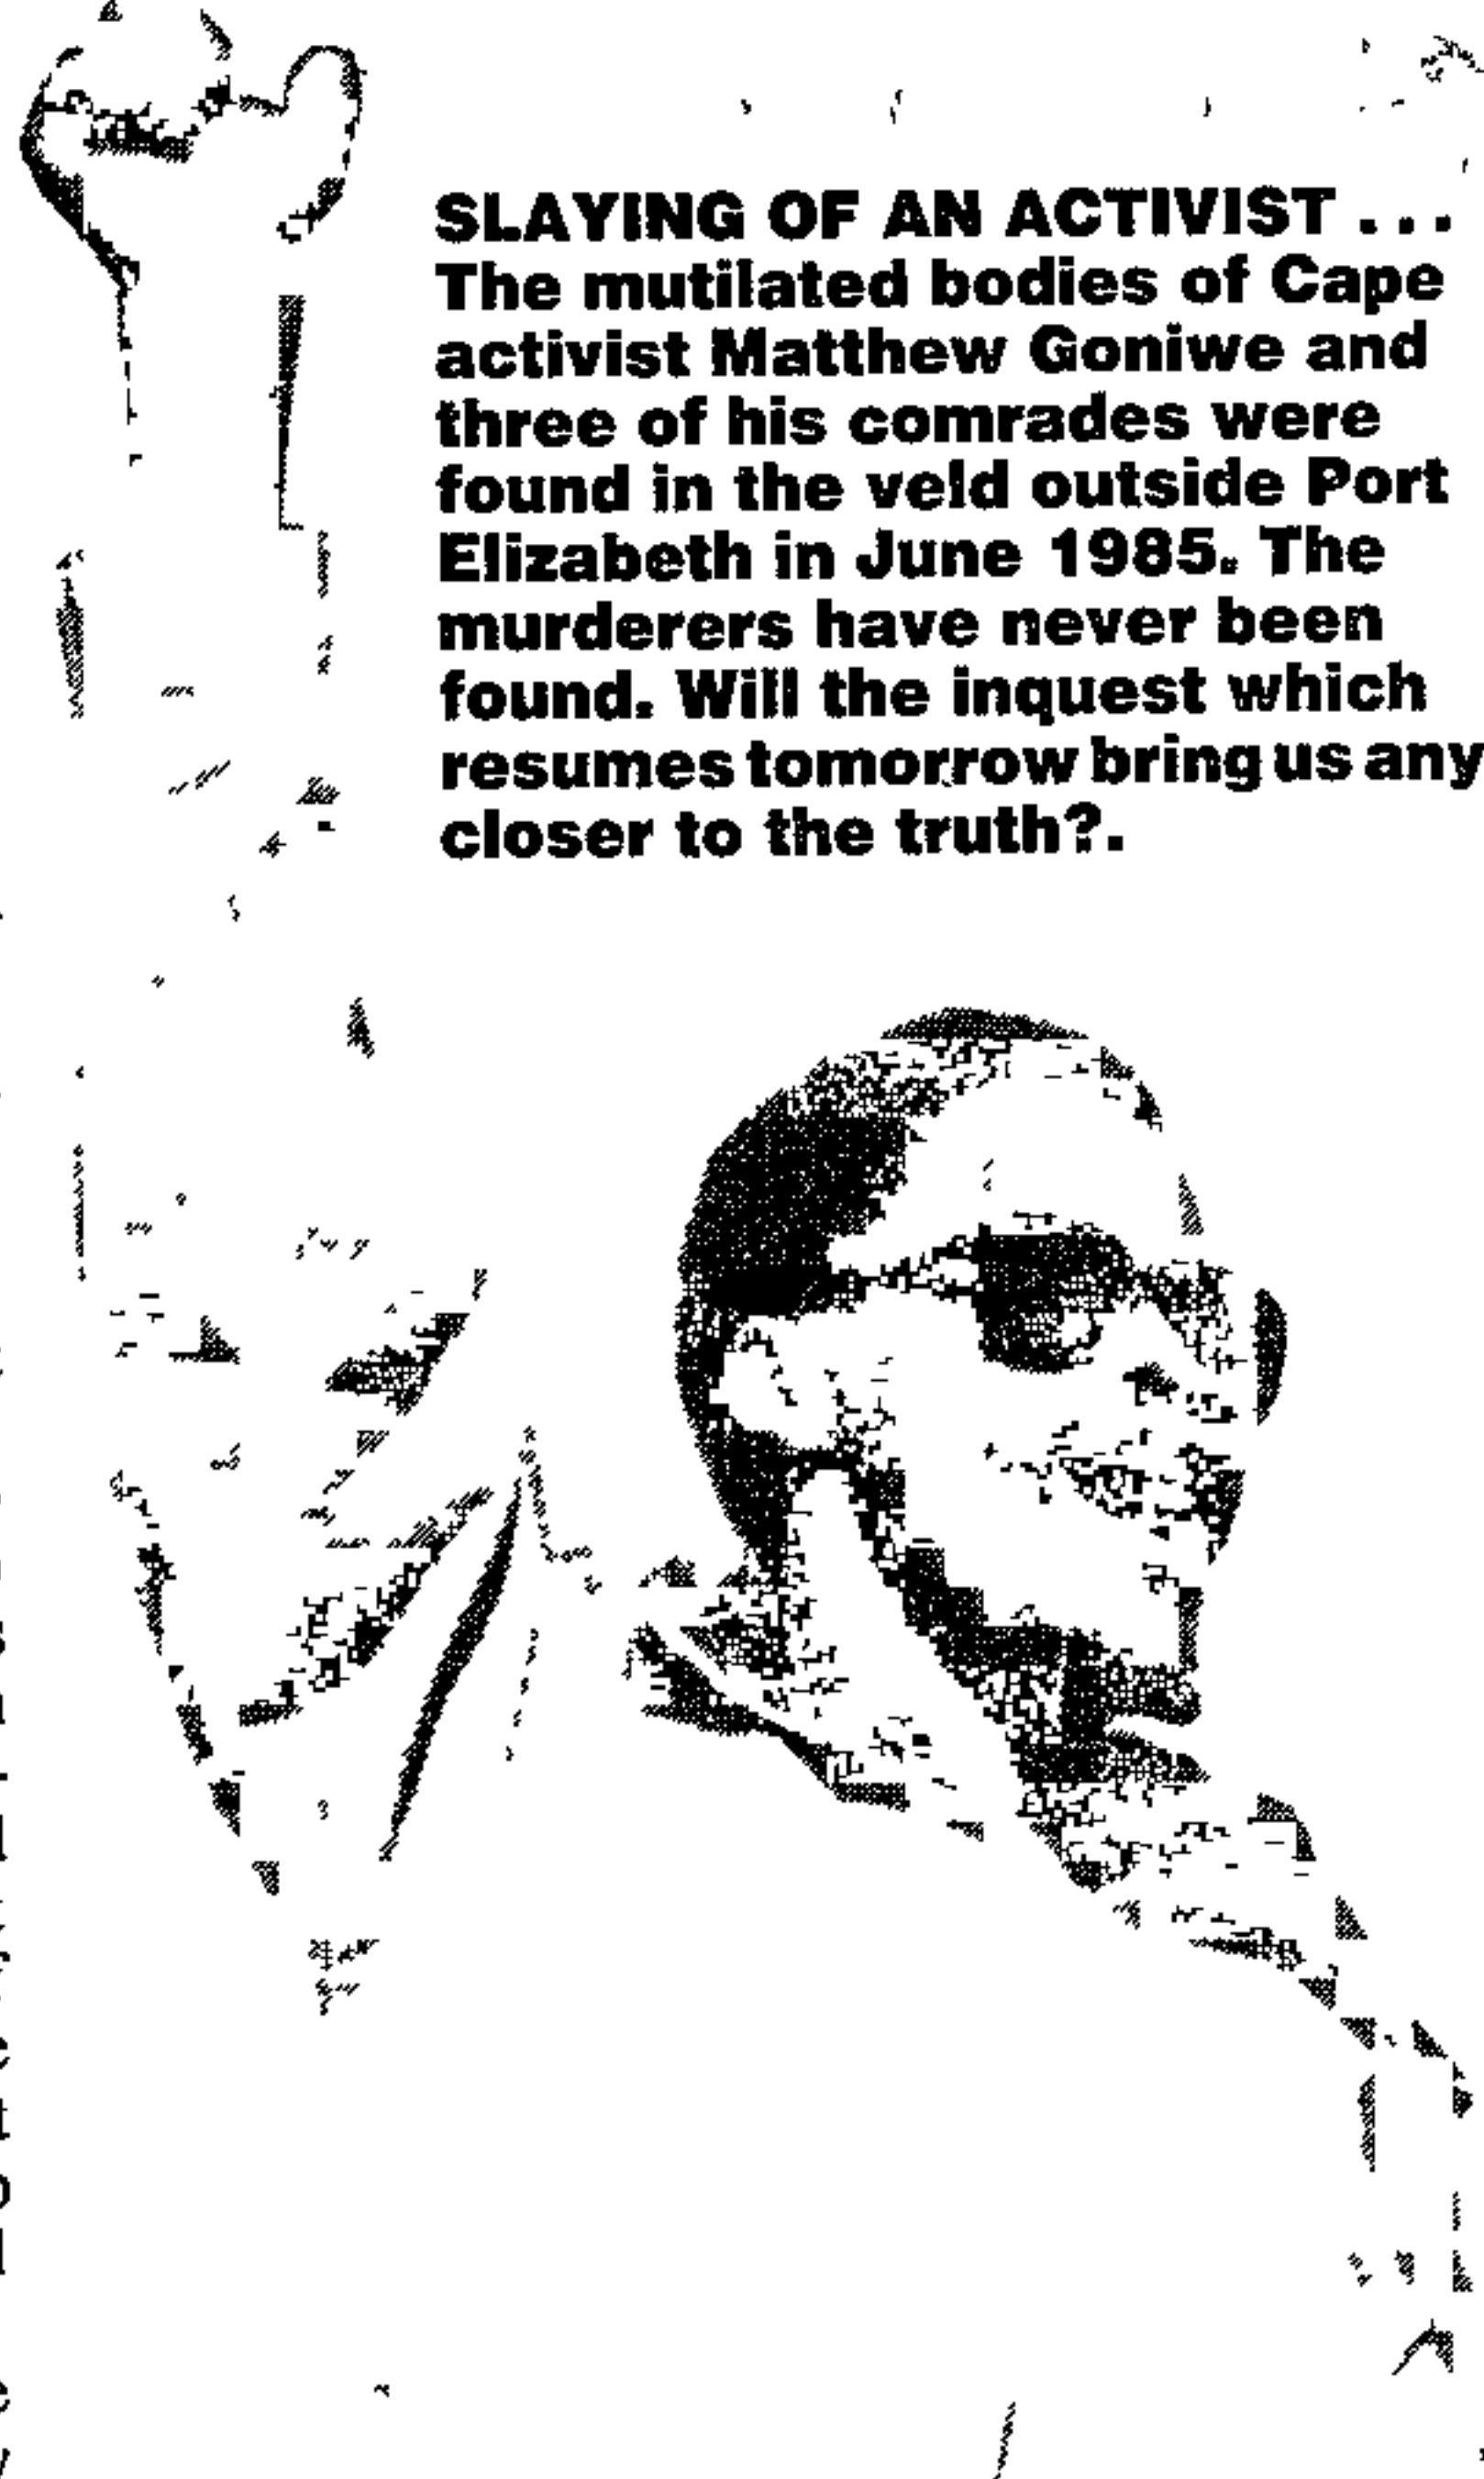 SLAYING OF AN ACTIVIST . . .
The mutilated bodies of Cape
activist Matthew Goniwe and
three of his comrades were
found in the veld outside Port
Elizabeth in June 1985. The
murderers have never been
found. Will the inquest which
resumes tomorrow bring us any
closer to the truth?.